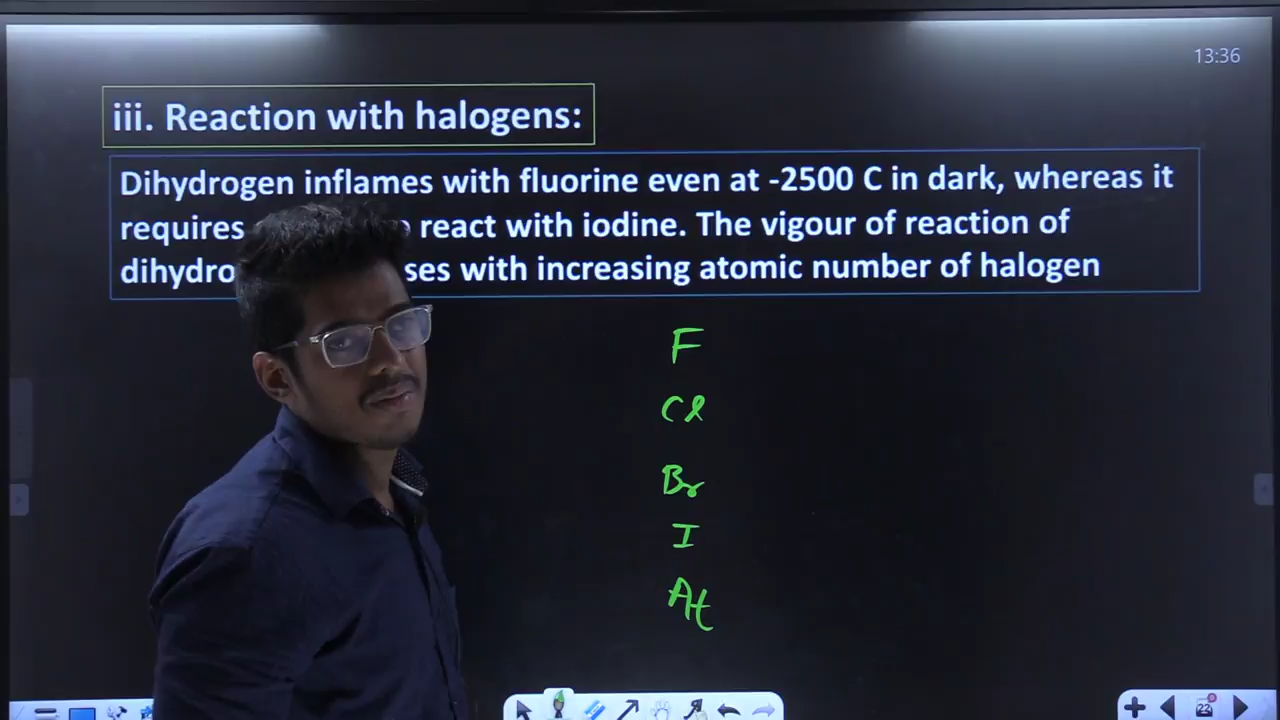 13:36
iii. Reaction with halogens:
Dihydrogen inflames with fluorine even at -2500 C in dark, whereas it
requires react with iodine. The vigour of reaction of
dihydro ses with increasing atomic number of halogen
F
Cl
Br
I
At
22